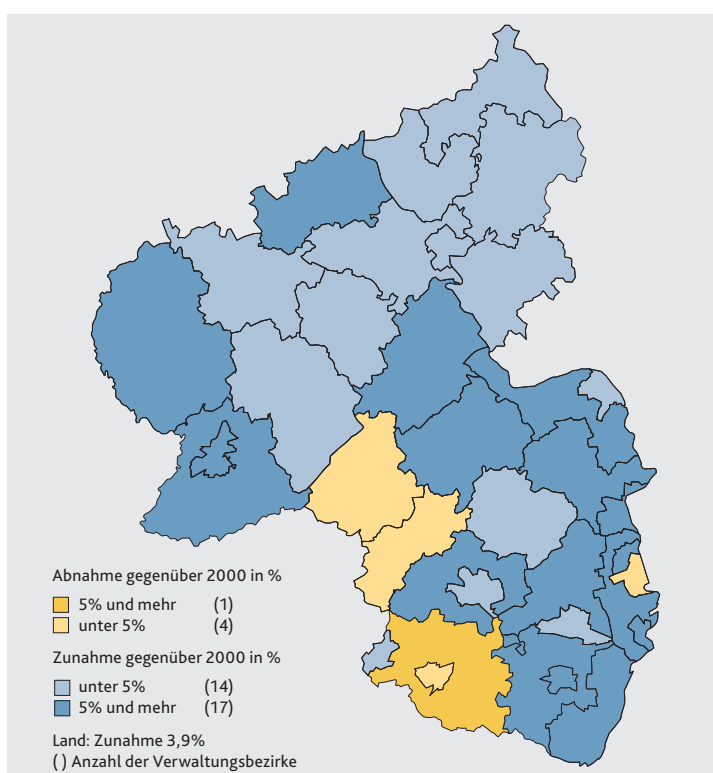 Abnahme gegenüber 2000 in %
5% und mehr (1)
unter 5% (4)
Zunahme gegenüber 2000 in %
unter 5% (14)
5% und mehr (17)
Land: Zunahme 3,9%
( ) Anzahl der Verwaltungsbezirke